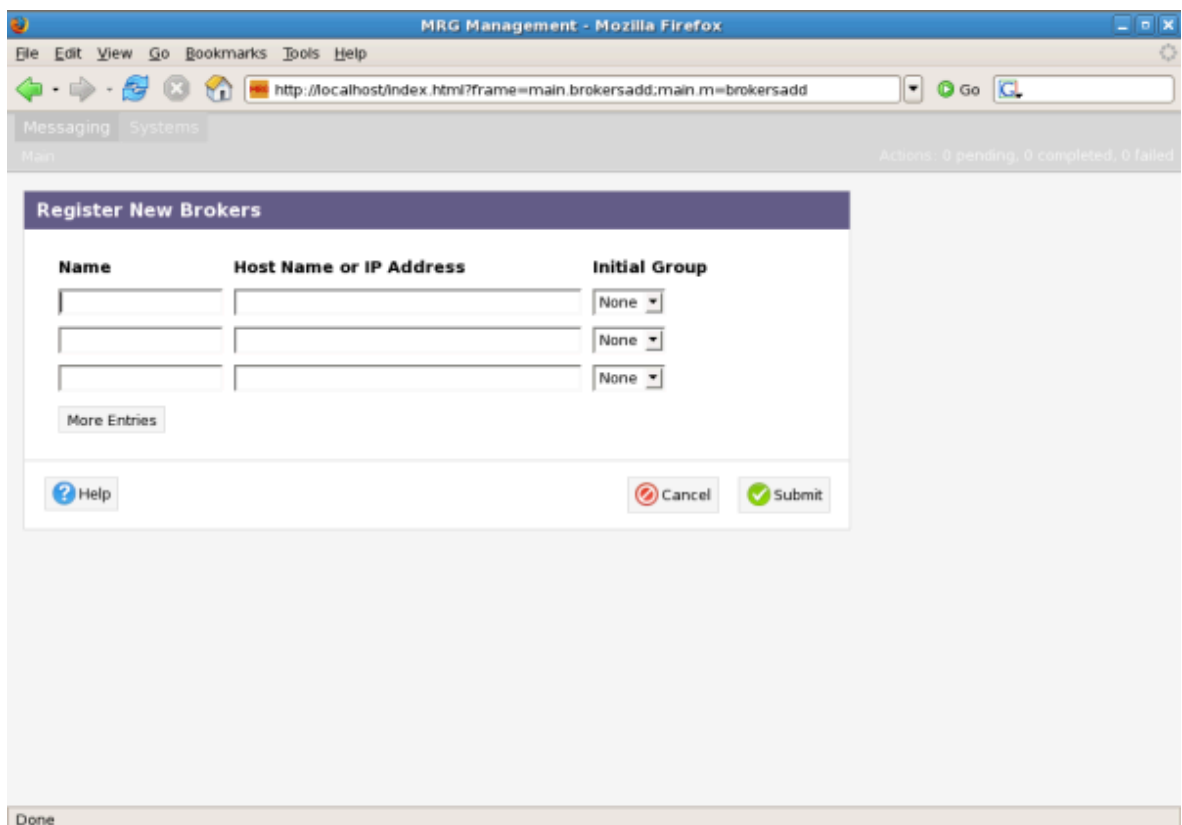 MRG Management - Mozilla Firefox
File Edit View Go Bookmarks Tools Help
http://localhost/index.html?frame=main.brokersadd;main.m=brokersadd Go G
Messaging Systems
Main Actions: 0 pending, 0 completed, 0 failed
Register New Brokers
Name Host Name or IP Address Initial Group
None
None
None
More Entries
? Help Cancel Submit
Done